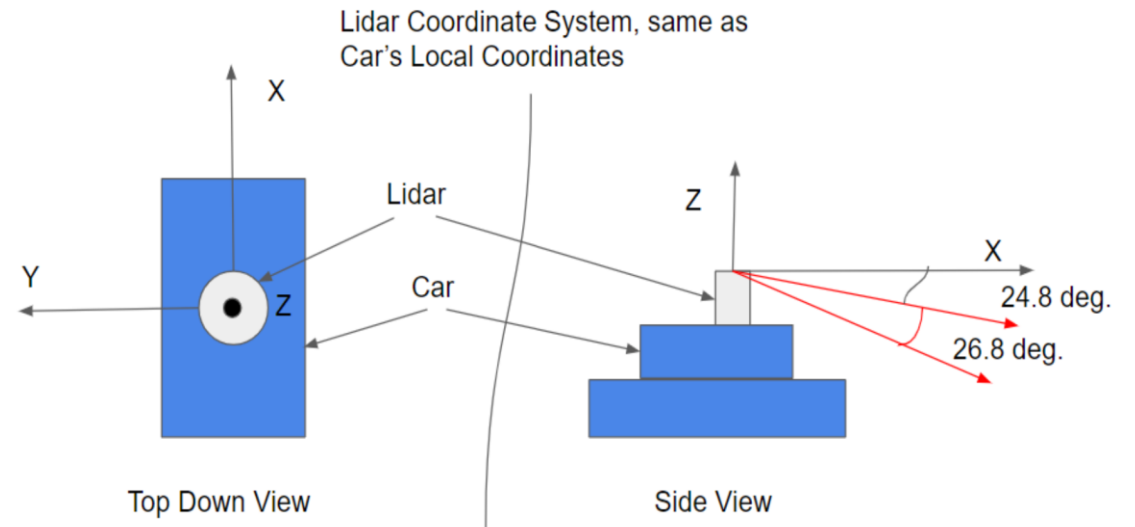 Lidar Coordinate System, same as
Car's Local Coordinates
X
Lidar
Z
Y
X
Car
Z
24.8 deg.
26.8 deg.
Top Down View
Side View